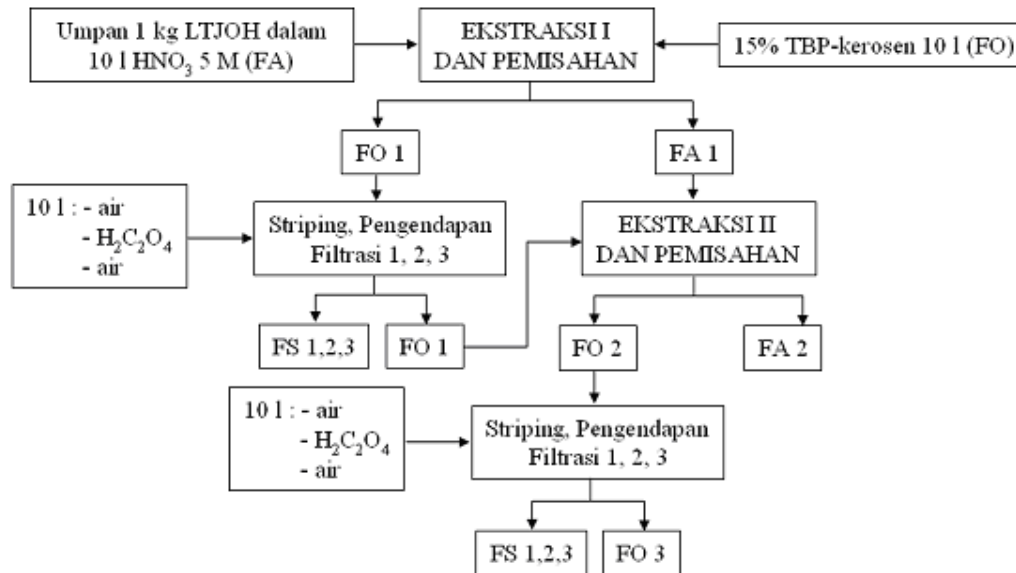 Umpan 1 kg LTJOH dalam
10 l HNO₃ 5 M (FA)
EKSTRAKSI I
DAN PEMISAHAN
15% TBP-kerosen 10 l (FO)
FO 1
FA 1
10 l : - air
- H₂C₂O₄
- air
Striping, Pengendapan
Filtrasi 1, 2, 3
EKSTRAKSI II
DAN PEMISAHAN
FS 1,2,3
FO 1
FO 2
FA 2
10 l : - air
- H₂C₂O₄
- air
Striping, Pengendapan
Filtrasi 1, 2, 3
FS 1,2,3
FO 3